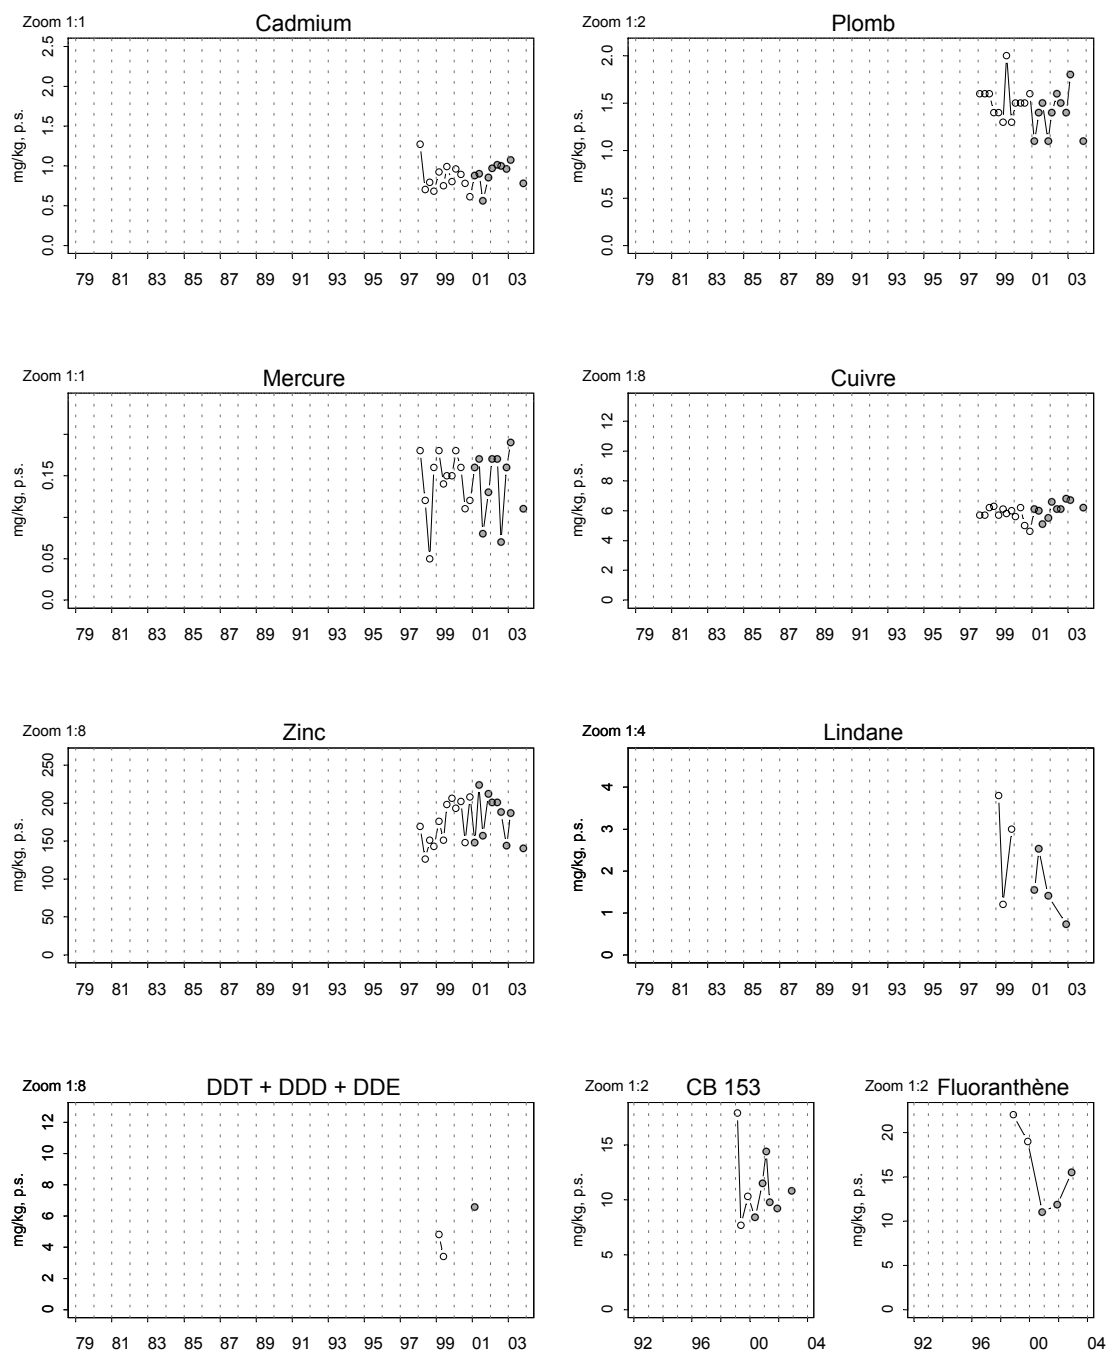 Zoom 1:1 Cadmium
mg/kg, p.s.
0.0 0.5 1.0 1.5 2.0 2.5
79 81 83 85 87 89 91 93 95 97 99 01 03
Zoom 1:2 Plomb
mg/kg, p.s.
0.0 0.5 1.0 1.5 2.0
79 81 83 85 87 89 91 93 95 97 99 01 03
Zoom 1:1 Mercure
mg/kg, p.s.
0.0 0.05 0.15
79 81 83 85 87 89 91 93 95 97 99 01 03
Zoom 1:8 Cuivre
mg/kg, p.s.
0 2 4 6 8 10 12
79 81 83 85 87 89 91 93 95 97 99 01 03
Zoom 1:8 Zinc
mg/kg, p.s.
0 50 100 150 200 250
79 81 83 85 87 89 91 93 95 97 99 01 03
Zoom 1:4 Lindane
mg/kg, p.s.
0 1 2 3 4
79 81 83 85 87 89 91 93 95 97 99 01 03
Zoom 1:8 DDT + DDD + DDE
mg/kg, p.s.
0 2 4 6 8 10 12
79 81 83 85 87 89 91 93 95 97 99 01 03
Zoom 1:2 CB 153
mg/kg, p.s.
0 5 10 15
92 96 00 04
Zoom 1:2 Fluoranthène
mg/kg, p.s.
0 5 10 15 20
92 96 00 04